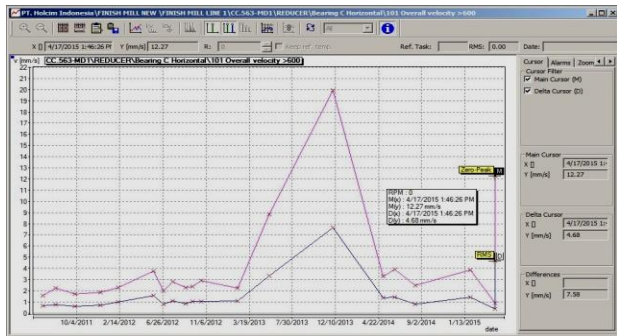 PT. Holcim Indonesia\FINISH MILL NEW \FINISH MILL LINE 1\CC.563-MD1\REDUCER\Bearing C Horizontal\101 Overall velocity >600
X [] 4/17/2015 1:46:26 PM Y [mm/s] 12.27 R: 0 Keep ref. temp. Ref. Task: RMS: 0.00 Date:
v [mm/s] CC.563-MD1\REDUCER\Bearing C Horizontal\101 Overall velocity >600
22
21
20
19
18
17
16
15
14
13
12
11
10
9
8
7
6
5
4
3
2
1
0
Zero-Peak M
RPM : 0
M(x) : 4/17/2015 1:46:26 PM
M(y) : 12.27 mm/s
D(x) : 4/17/2015 1:46:26 PM
D(y) : 4.68 mm/s
RMS D
10/4/2011 2/14/2012 6/26/2012 11/6/2012 3/19/2013 7/30/2013 12/10/2013 4/22/2014 9/2/2014 1/13/2015
date
Cursor Alarms Zoom
Cursor Filter
Main Cursor (M)
Delta Cursor (D)
Main Cursor
X [] 4/17/2015 1:
Y [mm/s] 12.27
Delta Cursor
X [] 4/17/2015 1:
Y [mm/s] 4.68
Differences
X []
Y [mm/s] 7.58